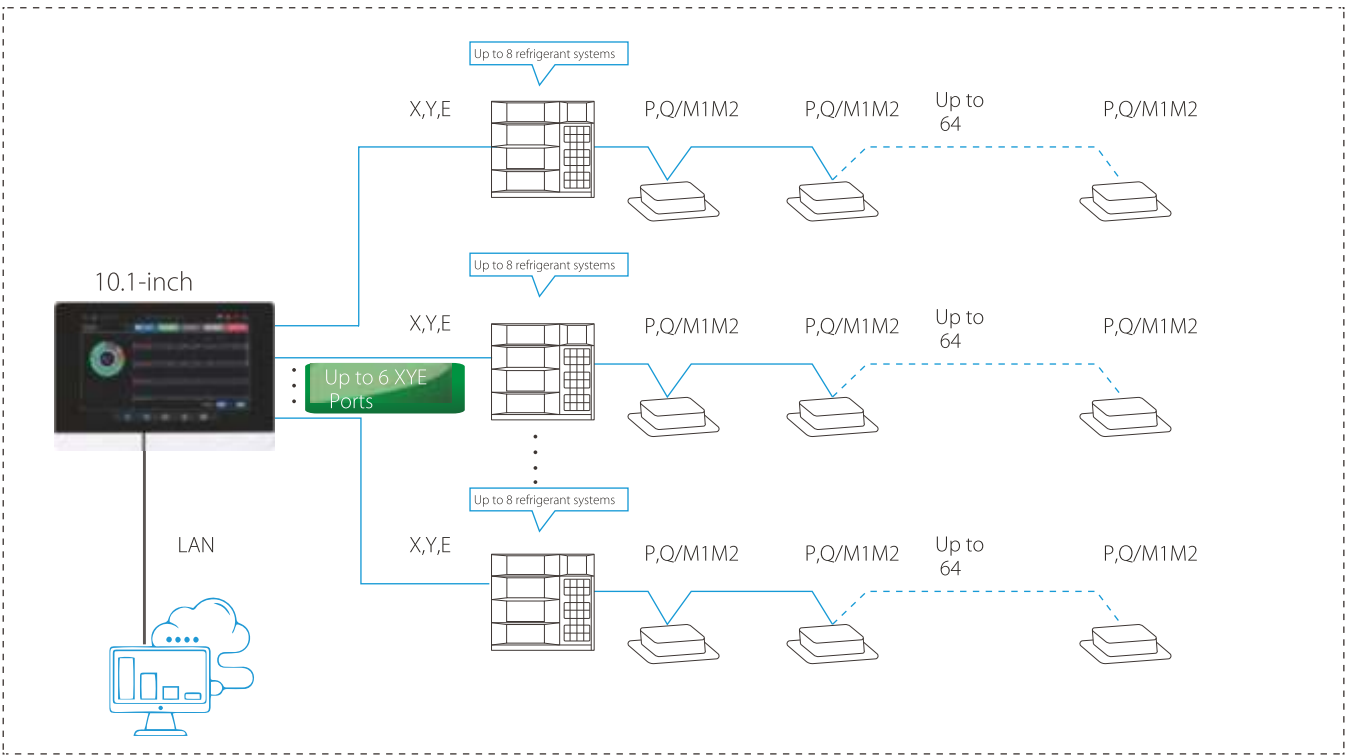 Up to 8 refrigerant systems
X,Y,E
P,Q/M1M2
P,Q/M1M2
Up to
64
P,Q/M1M2
Up to 8 refrigerant systems
10.1-inch
X,Y,E
P,Q/M1M2
P,Q/M1M2
Up to
64
P,Q/M1M2
Up to 6 XYE
Ports
Up to 8 refrigerant systems
LAN
X,Y,E
P,Q/M1M2
P,Q/M1M2
Up to
64
P,Q/M1M2